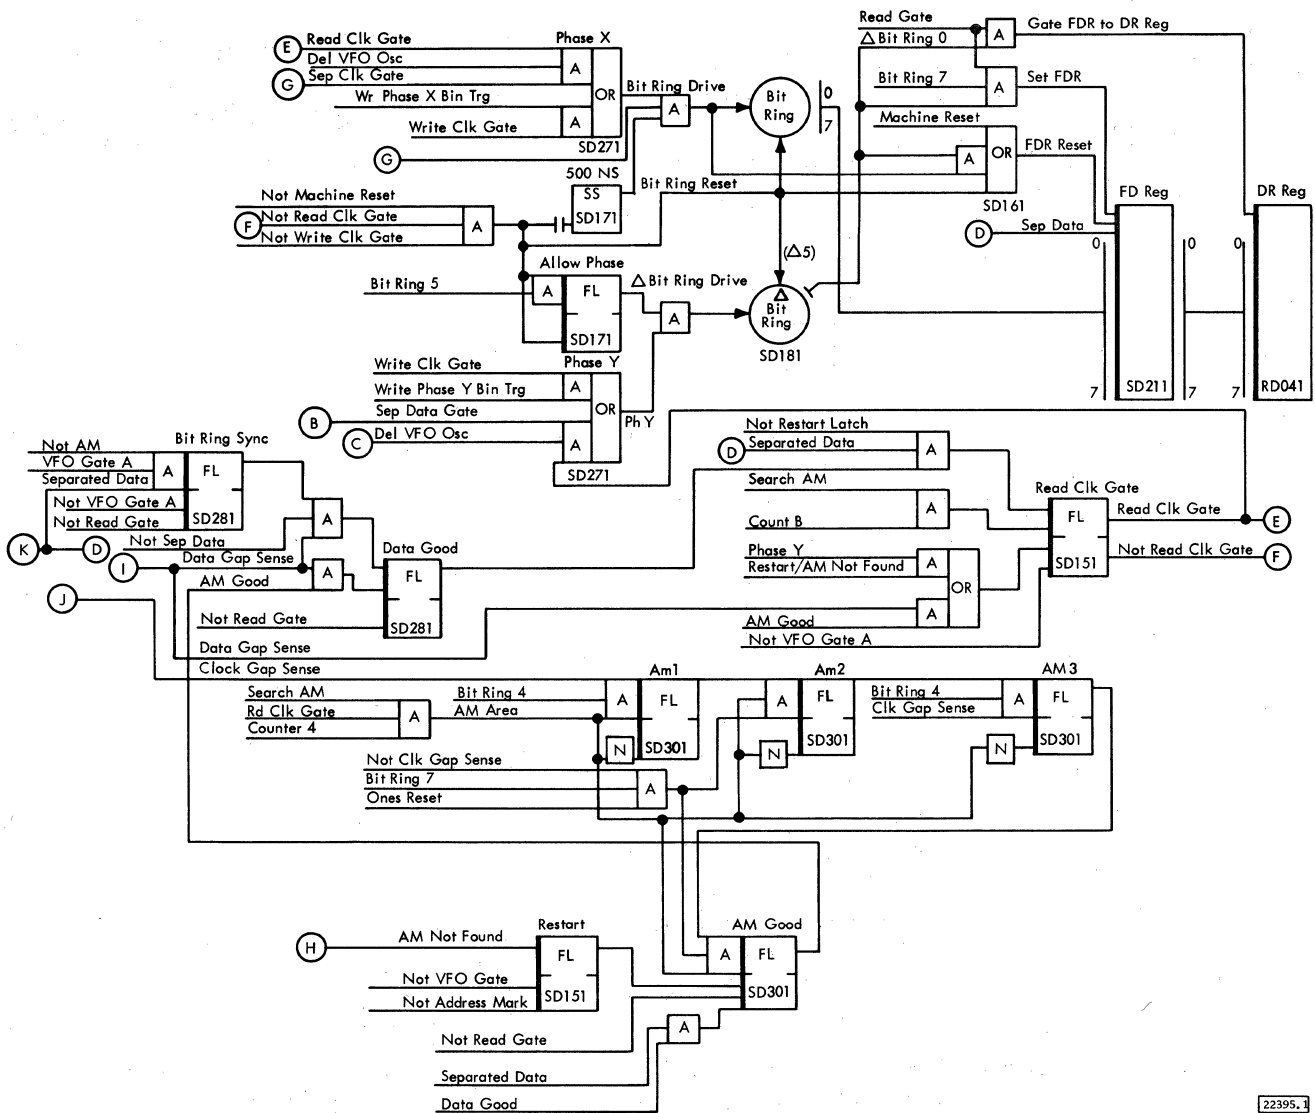 Read Gate
Gate FDR to DR Reg
E
Read Clk Gate
Phase X
△ Bit Ring 0
A
Del VFO Osc
G
Sep Clk Gate
A
Bit Ring 7
A
Set FDR
Wr Phase X Bin Trg
OR
Bit Ring Drive
A
Bit Ring
0
7
Write Clk Gate
A
SD271
Machine Reset
G
A
OR
FDR Reset
500 NS
SS
SD171
Bit Ring Reset
SD161
Not Machine Reset
F
Not Read Clk Gate
A
Not Write Clk Gate
FD Reg
DR Reg
D
Sep Data
0
0
0
(△5)
Allow Phase
Bit Ring 5
A
FL
SD171
△ Bit Ring Drive
A
△
Bit Ring
SD181
7
SD211
7
7
RD041
Phase Y
Write Clk Gate
A
Write Phase Y Bin Trg
OR
B
Sep Data Gate
Ph Y
C
Del VFO Osc
A
SD271
Not Restart Latch
D
Separated Data
A
Bit Ring Sync
Not AM
VFO Gate A
A
FL
Separated Data
Not VFO Gate A
SD281
Not Read Gate
Search AM
A
Count B
Read Clk Gate
FL
SD151
Read Clk Gate
E
Not Read Clk Gate
F
K
D
Not Sep Data
A
I
Data Gap Sense
A
AM Good
Data Good
FL
SD281
Phase Y
A
Restart/AM Not Found
OR
A
AM Good
Not VFO Gate A
J
Not Read Gate
Data Gap Sense
Clock Gap Sense
Am1
Am2
AM 3
Search AM
Rd Clk Gate
A
Counter 4
Bit Ring 4
AM Area
A
FL
N
SD301
A
FL
N
SD301
Bit Ring 4
A
Clk Gap Sense
FL
N
SD301
Not Clk Gap Sense
Bit Ring 7
A
Ones Reset
Restart
AM Good
H
AM Not Found
FL
A
FL
Not VFO Gate
SD151
SD301
Not Address Mark
A
Not Read Gate
Separated Data
Data Good
22395.1